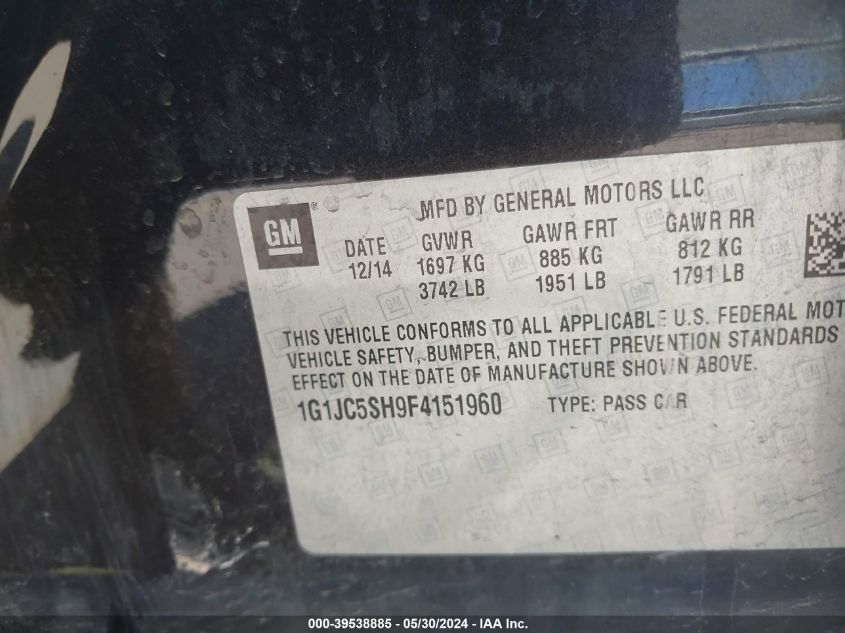 MFD BY GENERAL MOTORS LLC
GM ®
DATE GVWR GAWR FRT GAWR RR
12/14 1697 KG 885 KG 812 KG
3742 LB 1951 LB 1791 LB
THIS VEHICLE CONFORMS TO ALL APPLICABLE U.S. FEDERAL MOT
VEHICLE SAFETY, BUMPER, AND THEFT PREVENTION STANDARDS
EFFECT ON THE DATE OF MANUFACTURE SHOWN ABOVE.
1G1JC5SH9F4151960 TYPE: PASS CAR
000-39538885 - 05/30/2024 - IAA Inc.